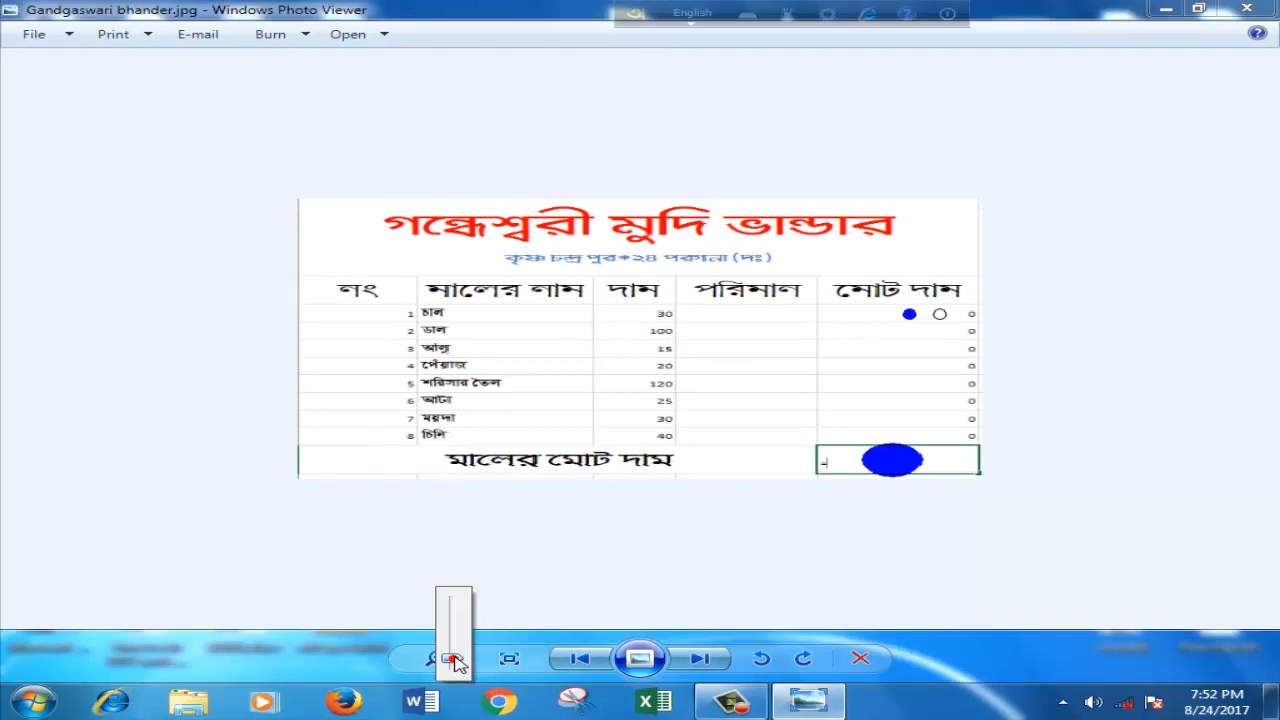 Gandgaswari bhander.jpg - Windows Photo Viewer
English
File Print E-mail Burn Open
গন্ধেশ্বরী মুদি ভান্ডার
কৃষ্ণ চন্দ্র পুর*২৪ পরগনা (দঃ)
নং মালের নাম দাম পরিমাণ মোট দাম
1 চাল 30 0
2 ডাল 100 0
3 আলু 15 0
4 পেঁয়াজ 20 0
5 শরিসার তৈল 120 0
6 আটা 25 0
7 ময়দা 30 0
8 চিনি 40 0
মালের মোট দাম =
7:52 PM
8/24/2017